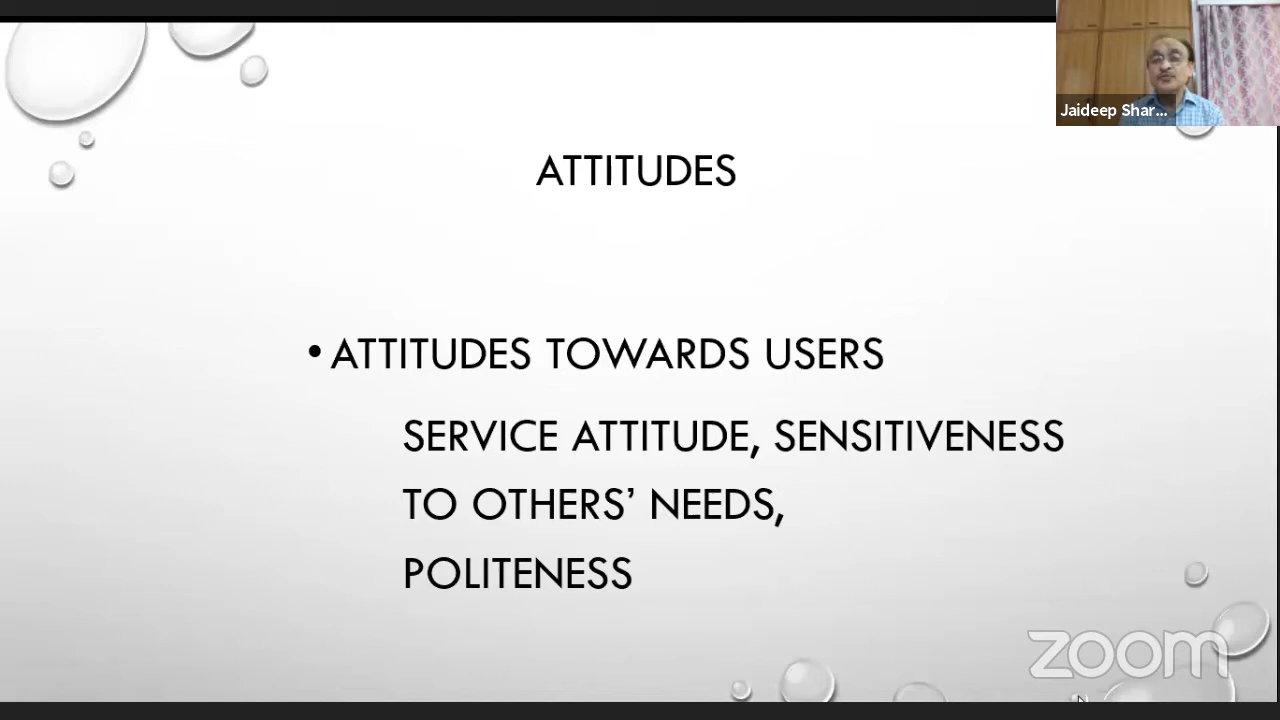 Jaideep Shar...
ATTITUDES
• ATTITUDES TOWARDS USERS
SERVICE ATTITUDE, SENSITIVENESS
TO OTHERS’ NEEDS,
POLITENESS
zoom